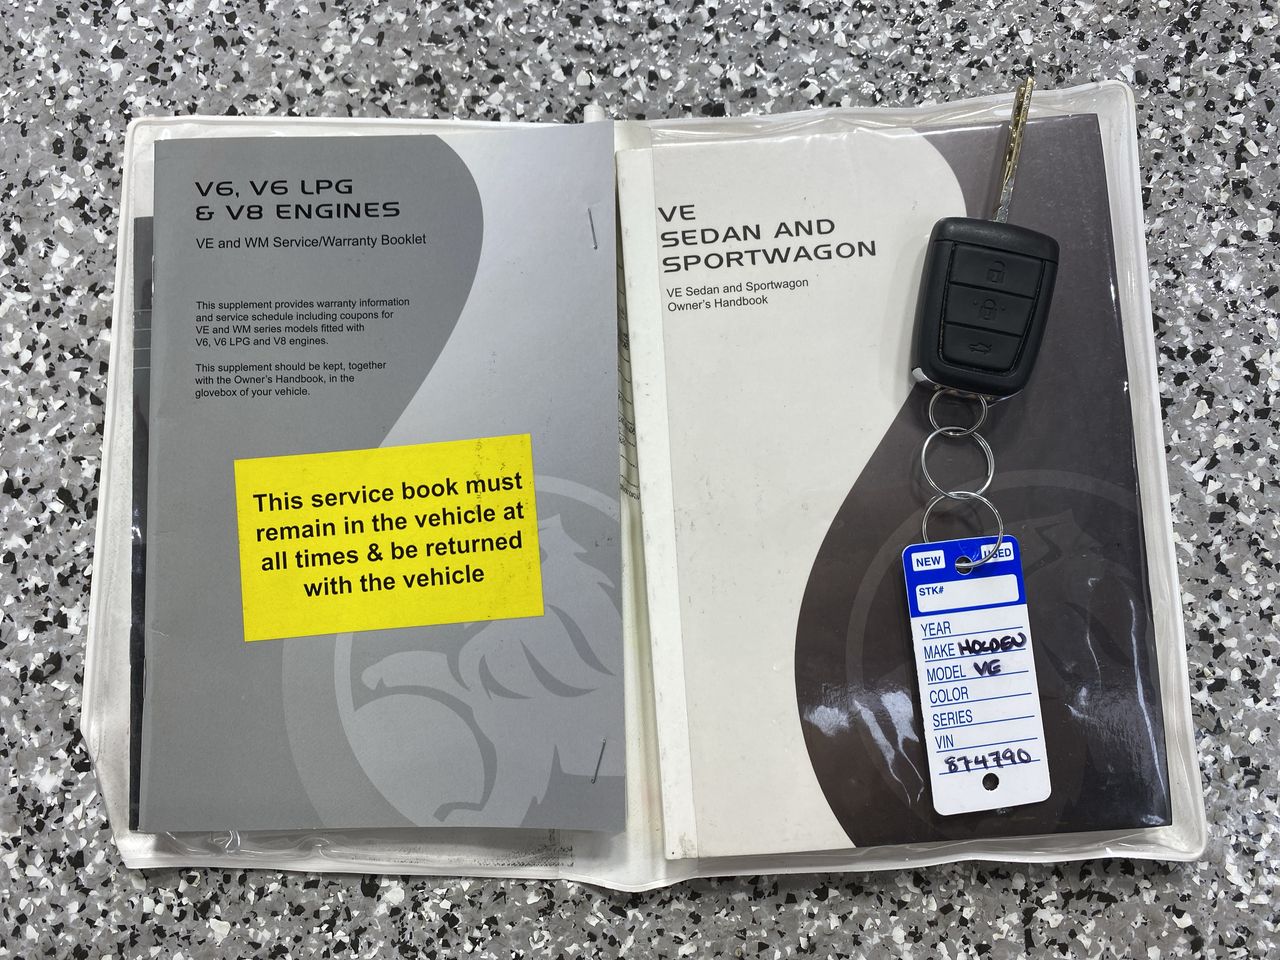 V6, V6 LPG
& V8 ENGINES
VE and WM Service/Warranty Booklet
This supplement provides warranty information
and service schedule including coupons for
VE and WM series models fitted with
V6, V6 LPG and V8 engines.
This supplement should be kept, together
with the Owner's Handbook, in the
glovebox of your vehicle.
This service book must
remain in the vehicle at
all times & be returned
with the vehicle
VE
SEDAN AND
SPORTWAGON
VE Sedan and Sportwagon
Owner's Handbook
NEW USED
STK#
YEAR
MAKE HOLDEN
MODEL VE
COLOR
SERIES
VIN
874790